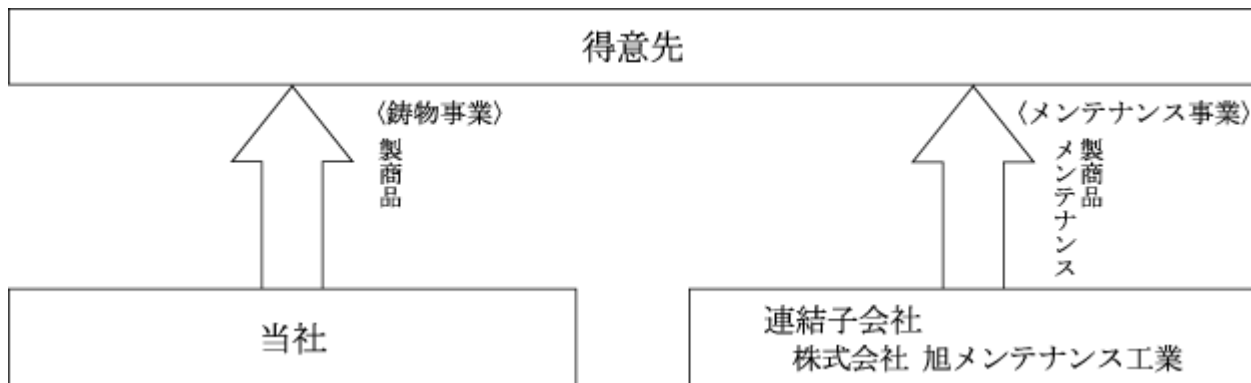 得意先
〈鋳物事業〉
製商品
〈メンテナンス事業〉
製商品
メンテナンス
当社
連結子会社
株式会社 旭メンテナンス工業